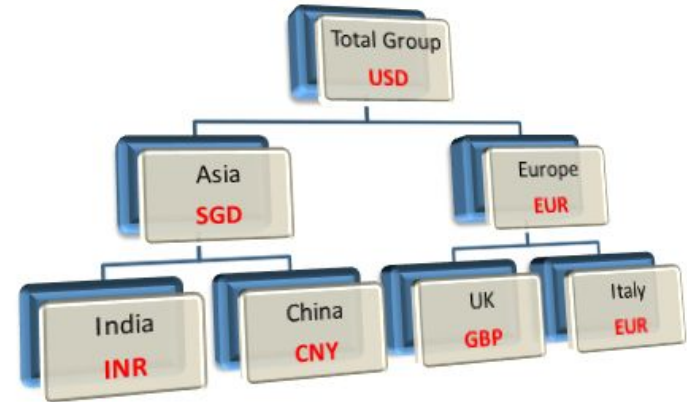 Total Group
USD
Asia
SGD
Europe
EUR
India
INR
China
CNY
UK
GBP
Italy
EUR